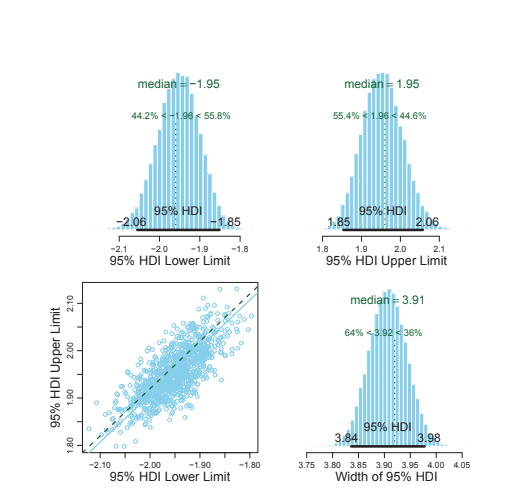 median = −1.95
44.2% < −1.96 < 55.8%
95% HDI
−2.06
−1.85
−2.1
−2.0
−1.9
−1.8
95% HDI Lower Limit
median = 1.95
55.4% < 1.96 < 44.6%
95% HDI
1.85
2.06
1.8
1.9
2.0
2.1
95% HDI Upper Limit
95% HDI Upper Limit
2.10
2.00
1.90
1.80
−2.10
−2.00
−1.90
−1.80
95% HDI Lower Limit
median = 3.91
64% < 3.92 < 36%
95% HDI
3.84
3.98
3.75
3.80
3.85
3.90
3.95
4.00
4.05
Width of 95% HDI